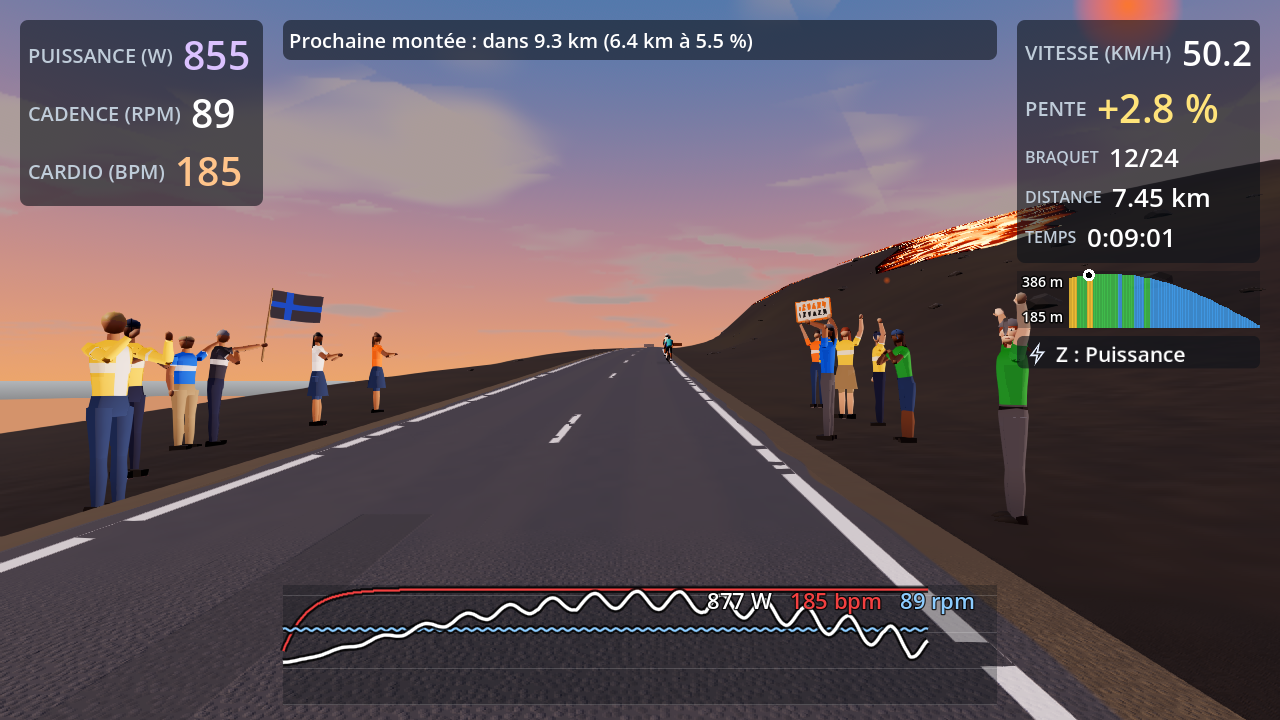 PUISSANCE (W) 855
CADENCE (RPM) 89
CARDIO (BPM) 185
Prochaine montée : dans 9.3 km (6.4 km à 5.5 %)
VITESSE (KM/H) 50.2
PENTE +2.8 %
BRAQUET 12/24
DISTANCE 7.45 km
TEMPS 0:09:01
386 m
185 m
Z : Puissance
877 W 185 bpm 89 rpm